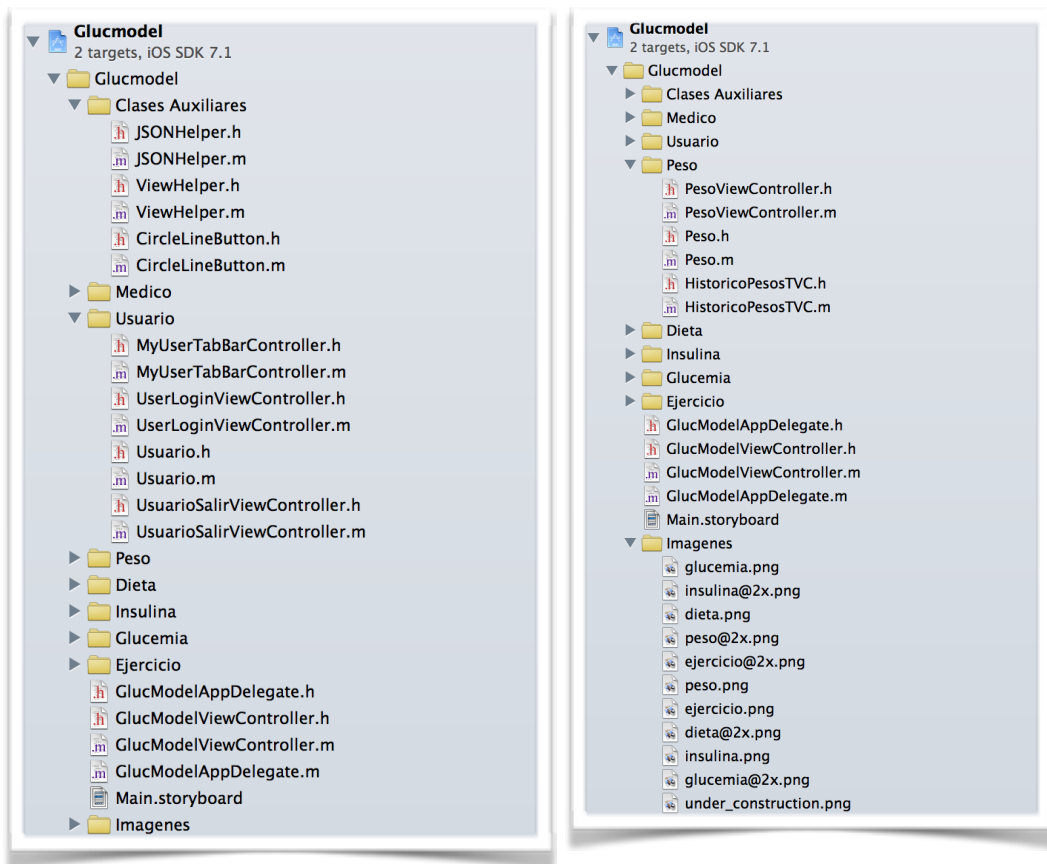 Glucmodel
2 targets, iOS SDK 7.1
Glucmodel
Clases Auxiliares
JSONHelper.h
JSONHelper.m
ViewHelper.h
ViewHelper.m
CircleLineButton.h
CircleLineButton.m
Medico
Usuario
MyUserTabBarController.h
MyUserTabBarController.m
UserLoginViewController.h
UserLoginViewController.m
Usuario.h
Usuario.m
UsuarioSalirViewController.h
UsuarioSalirViewController.m
Peso
Dieta
Insulina
Glucemia
Ejercicio
GlucModelAppDelegate.h
GlucModelViewController.h
GlucModelViewController.m
GlucModelAppDelegate.m
Main.storyboard
Imagenes
Glucmodel
2 targets, iOS SDK 7.1
Glucmodel
Clases Auxiliares
Medico
Usuario
Peso
PesoViewController.h
PesoViewController.m
Peso.h
Peso.m
HistoricoPesosTVC.h
HistoricoPesosTVC.m
Dieta
Insulina
Glucemia
Ejercicio
GlucModelAppDelegate.h
GlucModelViewController.h
GlucModelViewController.m
GlucModelAppDelegate.m
Main.storyboard
Imagenes
glucemia.png
insulina@2x.png
dieta.png
peso@2x.png
ejercicio@2x.png
peso.png
ejercicio.png
dieta@2x.png
insulina.png
glucemia@2x.png
under_construction.png